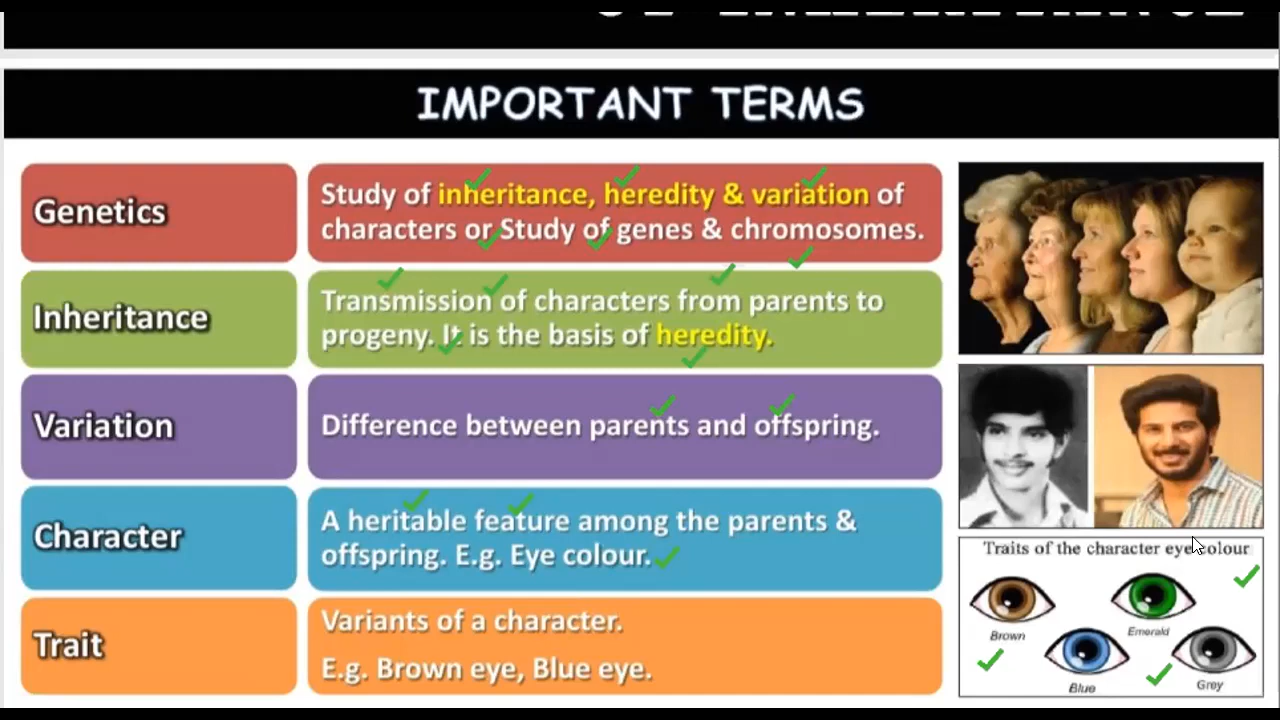 IMPORTANT TERMS
Genetics
Study of inheritance, heredity & variation of
characters or Study of genes & chromosomes.
Inheritance
Transmission of characters from parents to
progeny. It is the basis of heredity.
Variation
Difference between parents and offspring.
Character
A heritable feature among the parents &
offspring. E.g. Eye colour.
Trait
Variants of a character.
E.g. Brown eye, Blue eye.
Traits of the character eye colour
Brown
Emerald
Blue
Grey